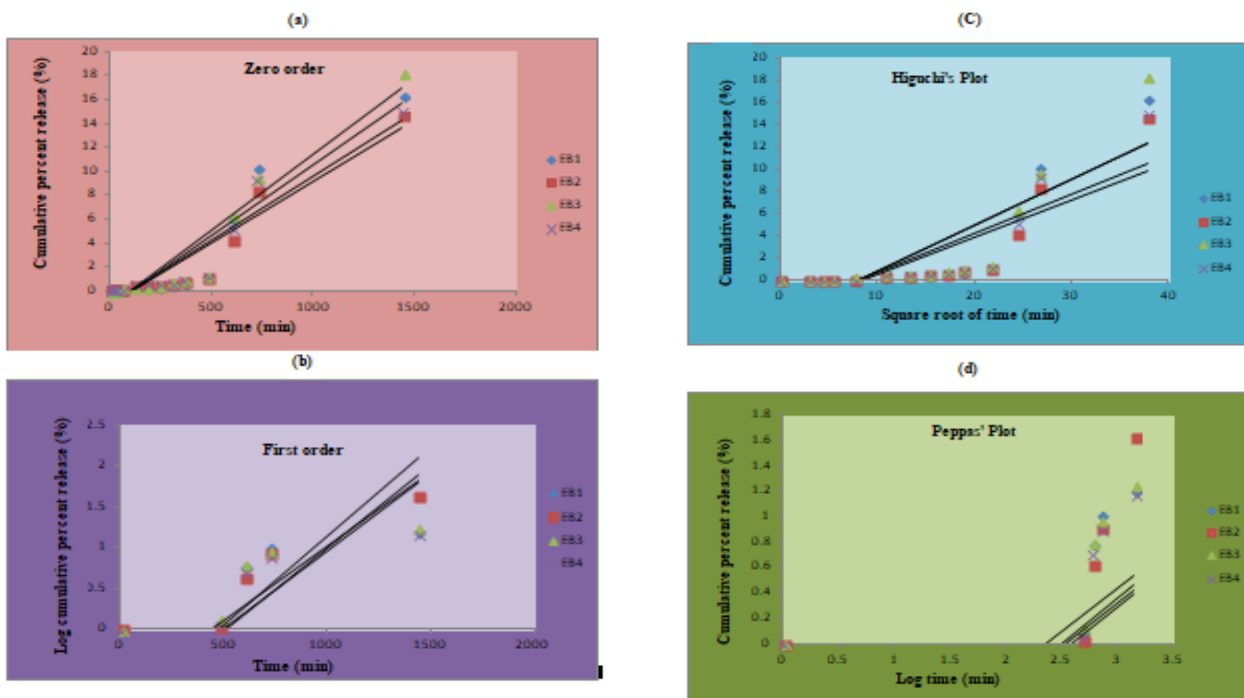 (a)
Zero order
Cumulative percent release (%)
20
18
16
14
12
10
8
6
4
2
0
0
500
1000
1500
2000
Time (min)
EB1
EB2
EB3
EB4
(b)
First order
Log cumulative percent release (%)
2.5
2
1.5
1
0.5
0
0
500
1000
1500
2000
Time (min)
EB1
EB2
EB3
EB4
(C)
Higuchi's Plot
Cumulative percent release (%)
20
18
16
14
12
10
8
6
4
2
0
0
10
20
30
40
Square root of time (min)
EB1
EB2
EB3
EB4
(d)
Peppas' Plot
Cumulative percent release (%)
1.8
1.6
1.4
1.2
1
0.8
0.6
0.4
0.2
0
0
0.5
1
1.5
2
2.5
3
3.5
Log time (min)
EB1
EB2
EB3
EB4